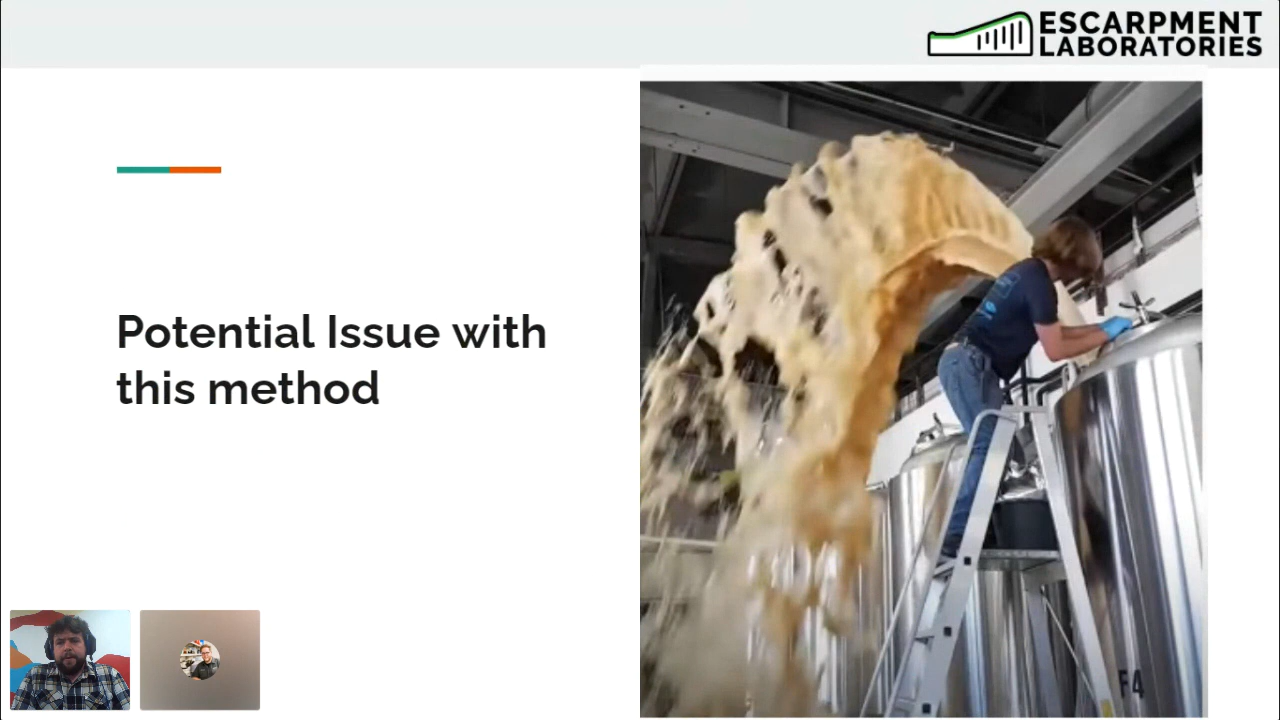 ESCARPMENT
LABORATORIES
Potential Issue with
this method
F4